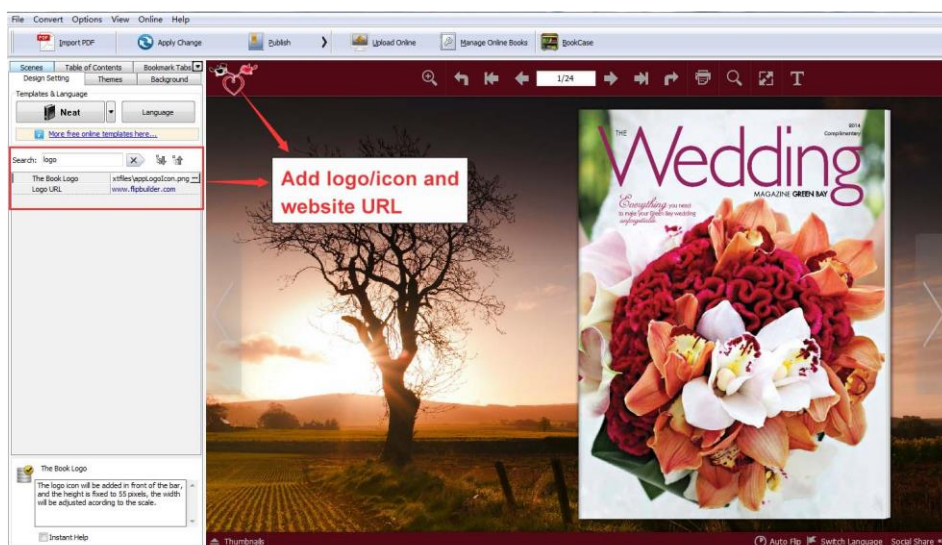 File Convert Options View Online Help
Import PDF Apply Change Publish Upload Online Manage Online Books BookCase
Scenes Table of Contents Bookmark Tabs
Design Setting Themes Background
Templates & Language
Neat Language
More free online templates here...
Search: logo
The Book Logo xtfiles\appLogoIcon.png
Logo URL www.flipbuilder.com
The Book Logo
The logo icon will be added in front of the bar,
and the height is fixed to 55 pixels, the width
will be adjusted acording to the scale.
Instant Help
1/24
T
Add logo/icon and
website URL
THE
6014
Complimentary
Wedding
MAGAZINE GREEN BAY
Everything you need
to make your Green Bay wedding
unforgettable
Thumbnails
Auto Flip Switch Language Social Share